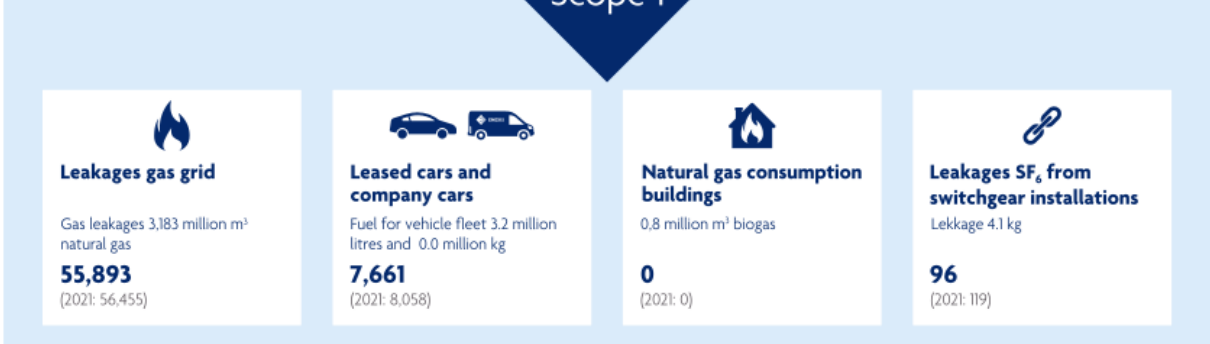 Scope 1
Leakages gas grid
Gas leakages 3,183 million m³
natural gas
55,893
(2021: 56,455)
Leased cars and
company cars
Fuel for vehicle fleet 3.2 million
litres and 0.0 million kg
7,661
(2021: 8,058)
Natural gas consumption
buildings
0,8 million m³ biogas
0
(2021: 0)
Leakages SF₆ from
switchgear installations
Lekkage 4.1 kg
96
(2021: 119)